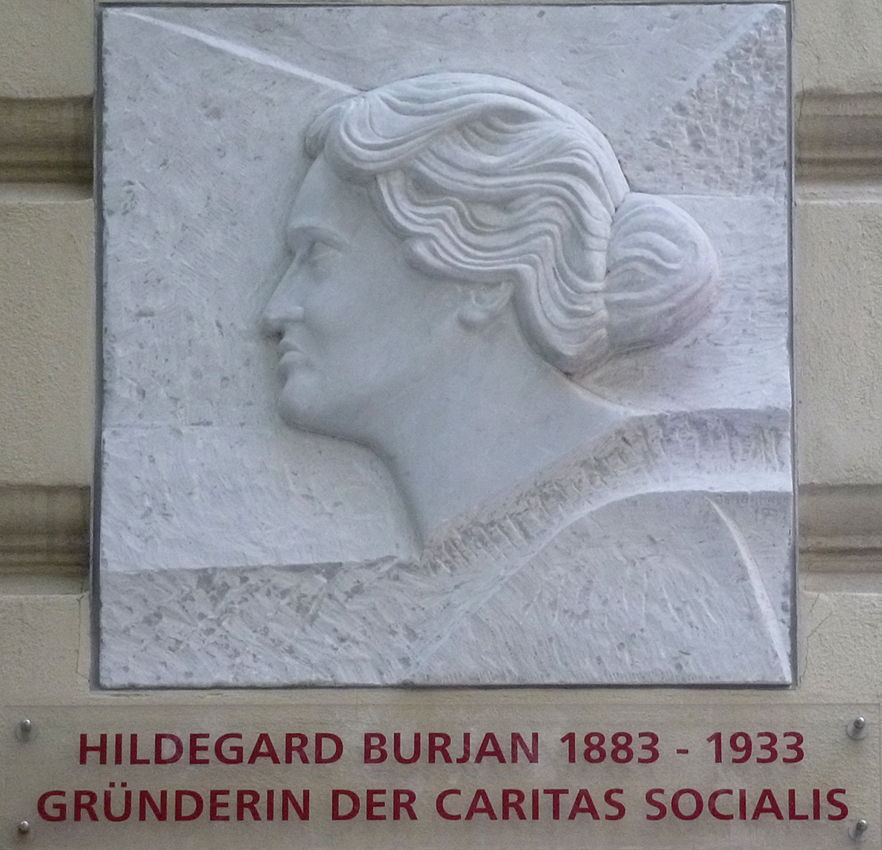 HILDEGARD BURJAN 1883 - 1933
GRÜNDERIN DER CARITAS SOCIALIS